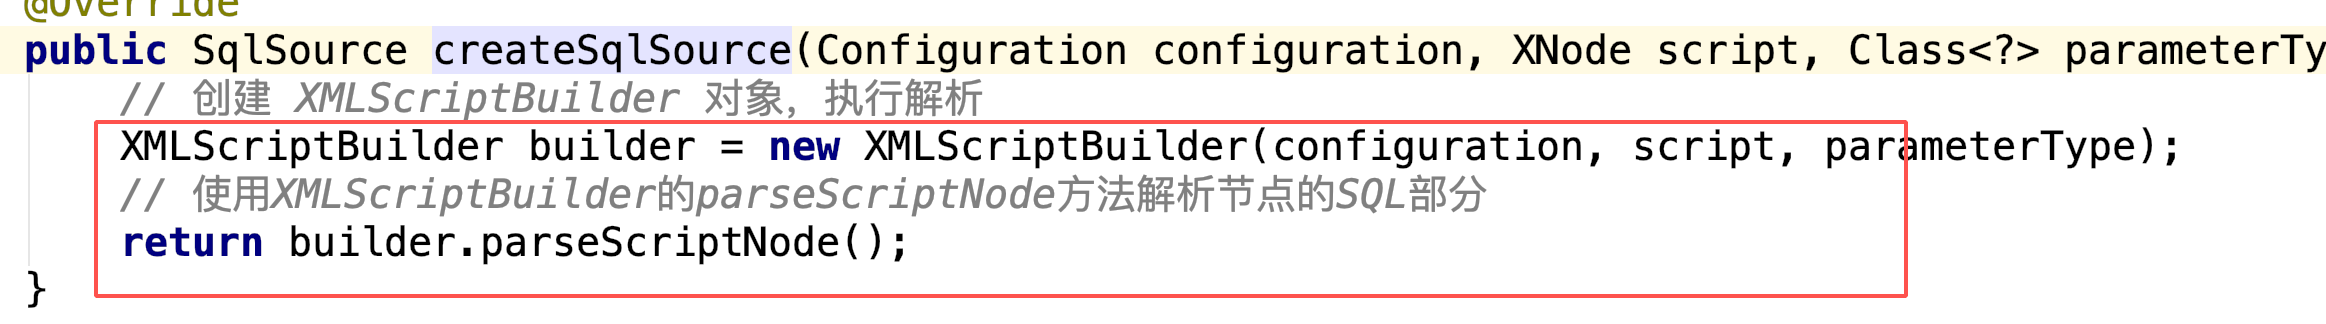 @Override
public SqlSource createSqlSource(Configuration configuration, XNode script, Class<?> parameterTy
// 创建 XMLScriptBuilder 对象，执行解析
XMLScriptBuilder builder = new XMLScriptBuilder(configuration, script, parameterType);
// 使用XMLScriptBuilder的parseScriptNode方法解析节点的SQL部分
return builder.parseScriptNode();
}